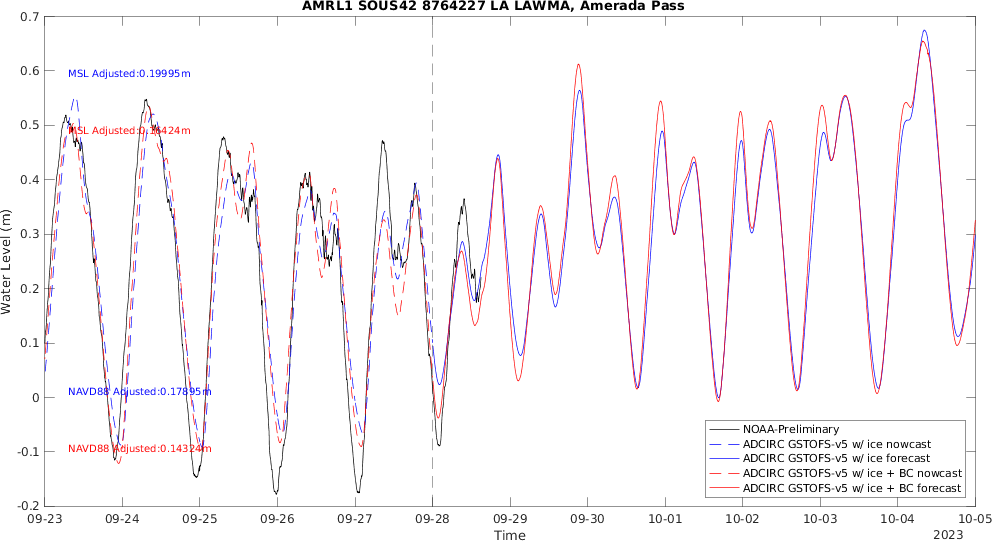 AMRL1 SOUS42 8764227 LA LAWMA, Amerada Pass
0.7
0.6
0.5
0.4
0.3
0.2
0.1
0
-0.1
-0.2
Water Level (m)
MSL Adjusted:0.19995m
MSL Adjusted:0.16424m
NAVD88 Adjusted:0.17895m
NAVD88 Adjusted:0.14324m
NOAA-Preliminary
ADCIRC GSTOFS-v5 w/ ice nowcast
ADCIRC GSTOFS-v5 w/ ice forecast
ADCIRC GSTOFS-v5 w/ ice + BC nowcast
ADCIRC GSTOFS-v5 w/ ice + BC forecast
09-23 09-24 09-25 09-26 09-27 09-28 09-29 09-30 10-01 10-02 10-03 10-04 10-05
Time
2023